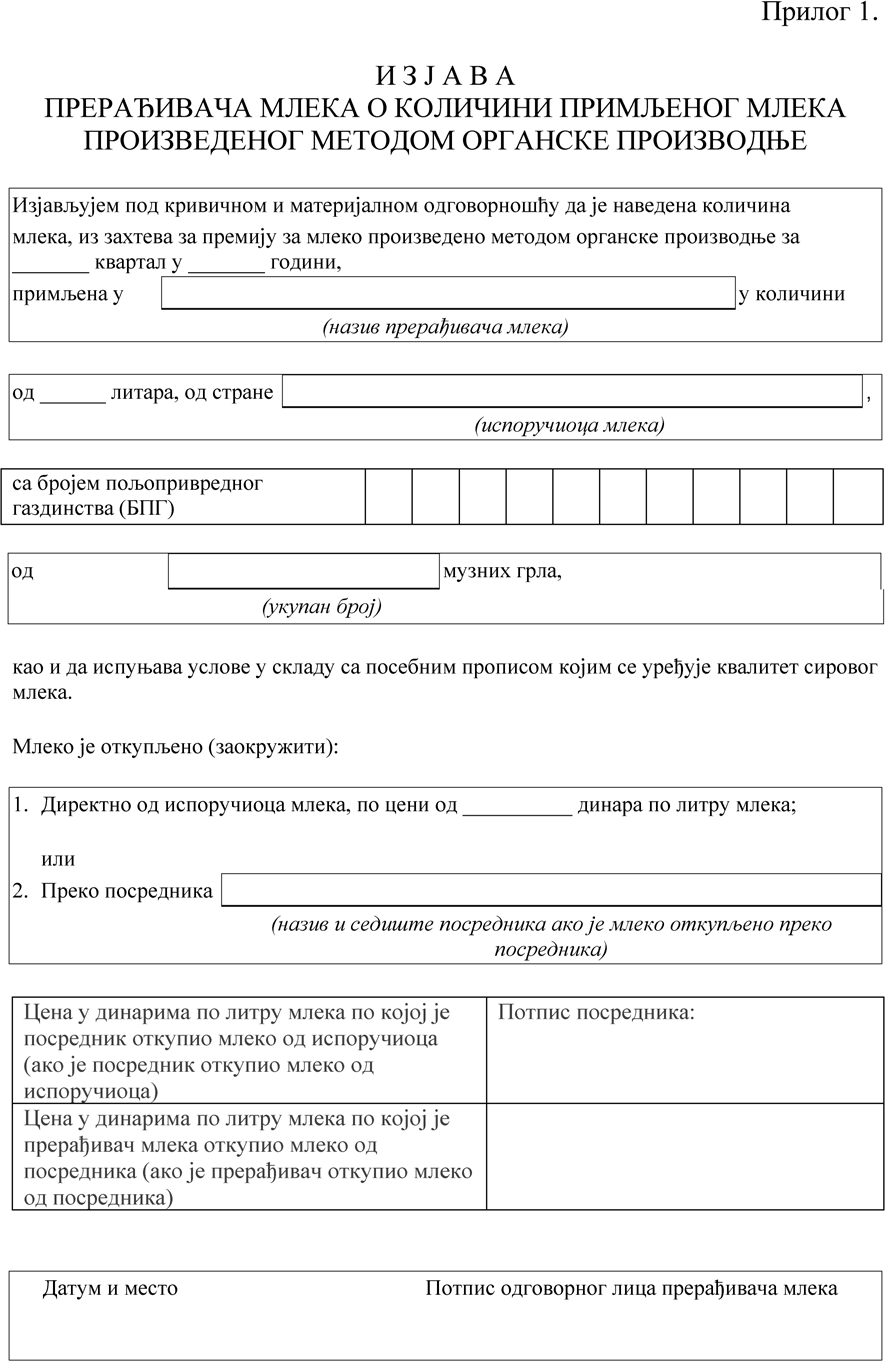 Прилог 1.
И З Ј А В А
ПРЕРАЂИВАЧА МЛЕКА О КОЛИЧИНИ ПРИМЉЕНОГ МЛЕКА
ПРОИЗВЕДЕНОГ МЕТОДОМ ОРГАНСКЕ ПРОИЗВОДЊЕ
Изјављујем под кривичном и материјалном одговорношћу да је наведена количина
млека, из захтева за премију за млеко произведено методом органске производње за
_______ квартал у _______ години,
примљена у у количини
(назив прерађивача млека)
од ______ литара, од стране ,
(испоручиоца млека)
са бројем пољопривредног
газдинства (БПГ)
од музних грла,
(укупан број)
као и да испуњава услове у складу са посебним прописом којим се уређује квалитет сировог
млека.
Млеко је откупљено (заокружити):
1. Директно од испоручиоца млека, по цени од __________ динара по литру млека;
или
2. Преко посредника
(назив и седиште посредника ако је млеко откупљено преко
посредника)
Цена у динарима по литру млека по којој је
посредник откупио млеко од испоручиоца
(ако је посредник откупио млеко од
испоручиоца)
Потпис посредника:
Цена у динарима по литру млека по којој је
прерађивач млека откупио млеко од
посредника (ако је прерађивач откупио млеко
од посредника)
Датум и место Потпис одговорног лица прерађивача млека